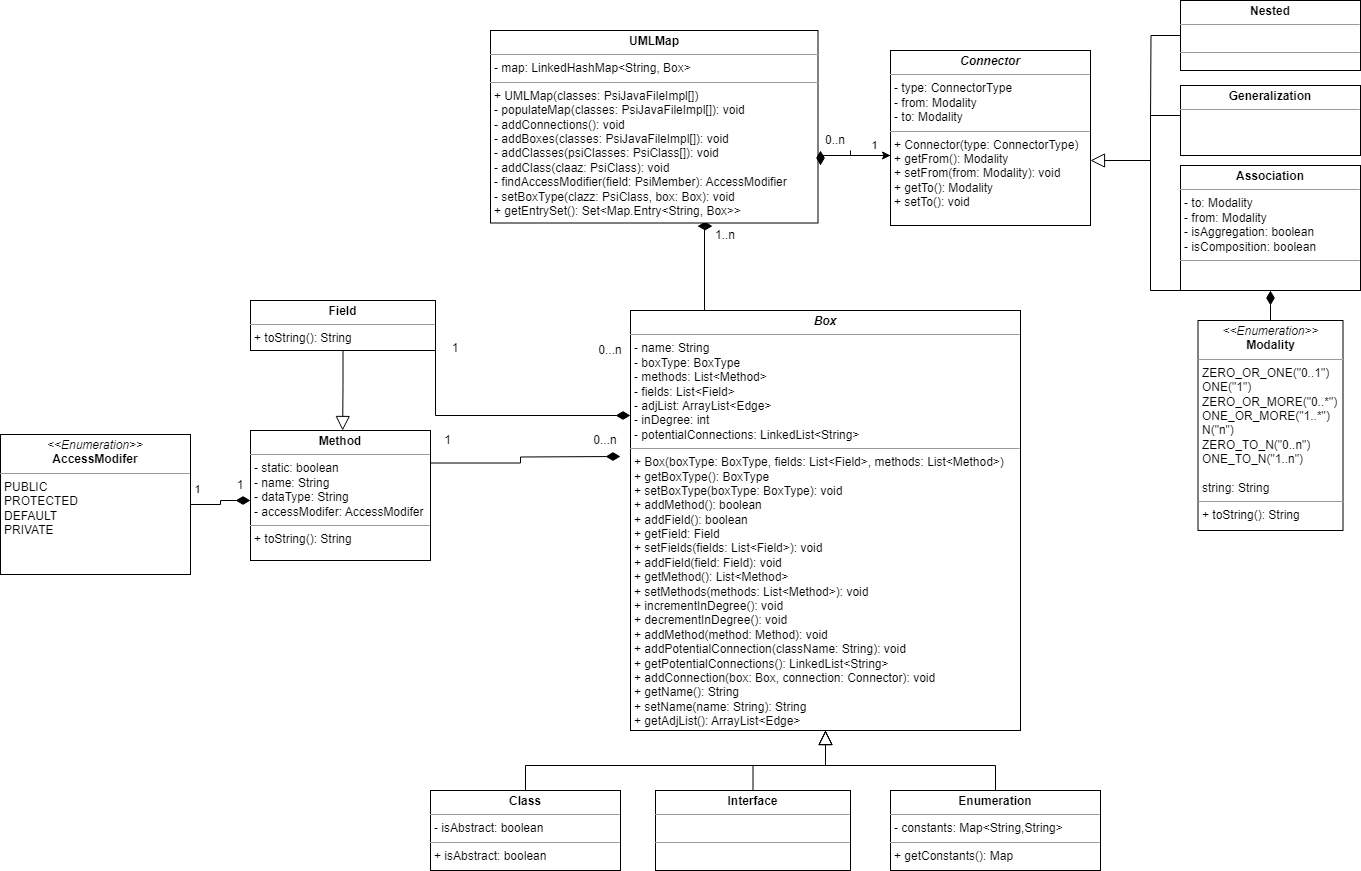 UMLMap
- map: LinkedHashMap<String, Box>
+ UMLMap(classes: PsiJavaFileImpl[])
- populateMap(classes: PsiJavaFileImpl[]): void
- addConnections(): void
- addBoxes(classes: PsiJavaFileImpl[]): void
- addClasses(psiClasses: PsiClass[]): void
- addClass(claaz: PsiClass): void
- findAccessModifier(field: PsiMember): AccessModifier
- setBoxType(clazz: PsiClass, box: Box): void
+ getEntrySet(): Set<Map.Entry<String, Box>>
0..n
1
1..n
Connector
- type: ConnectorType
- from: Modality
- to: Modality
+ Connector(type: ConnectorType)
+ getFrom(): Modality
+ setFrom(from: Modality): void
+ getTo(): Modality
+ setTo(): void
Nested
Generalization
Association
- to: Modality
- from: Modality
- isAggregation: boolean
- isComposition: boolean
<<Enumeration>>
Modality
ZERO_OR_ONE("0..1")
ONE("1")
ZERO_OR_MORE("0..*")
ONE_OR_MORE("1..*")
N("n")
ZERO_TO_N("0..n")
ONE_TO_N("1..n")
string: String
+ toString(): String
Field
+ toString(): String
1
0...n
Method
- static: boolean
- name: String
- dataType: String
- accessModifer: AccessModifer
+ toString(): String
1
0...n
<<Enumeration>>
AccessModifer
PUBLIC
PROTECTED
DEFAULT
PRIVATE
1
1
Box
- name: String
- boxType: BoxType
- methods: List<Method>
- fields: List<Field>
- adjList: ArrayList<Edge>
- inDegree: int
- potentialConnections: LinkedList<String>
+ Box(boxType: BoxType, fields: List<Field>, methods: List<Method>)
+ getBoxType(): BoxType
+ setBoxType(boxType: BoxType): void
+ addMethod(): boolean
+ addField(): boolean
+ getField: Field
+ setFields(fields: List<Field>): void
+ addField(field: Field): void
+ getMethod(): List<Method>
+ setMethods(methods: List<Method>): void
+ incrementInDegree(): void
+ decrementInDegree(): void
+ addMethod(method: Method): void
+ addPotentialConnection(className: String): void
+ getPotentialConnections(): LinkedList<String>
+ addConnection(box: Box, connection: Connector): void
+ getName(): String
+ setName(name: String): String
+ getAdjList(): ArrayList<Edge>
Class
- isAbstract: boolean
+ isAbstract: boolean
Interface
Enumeration
- constants: Map<String,String>
+ getConstants(): Map